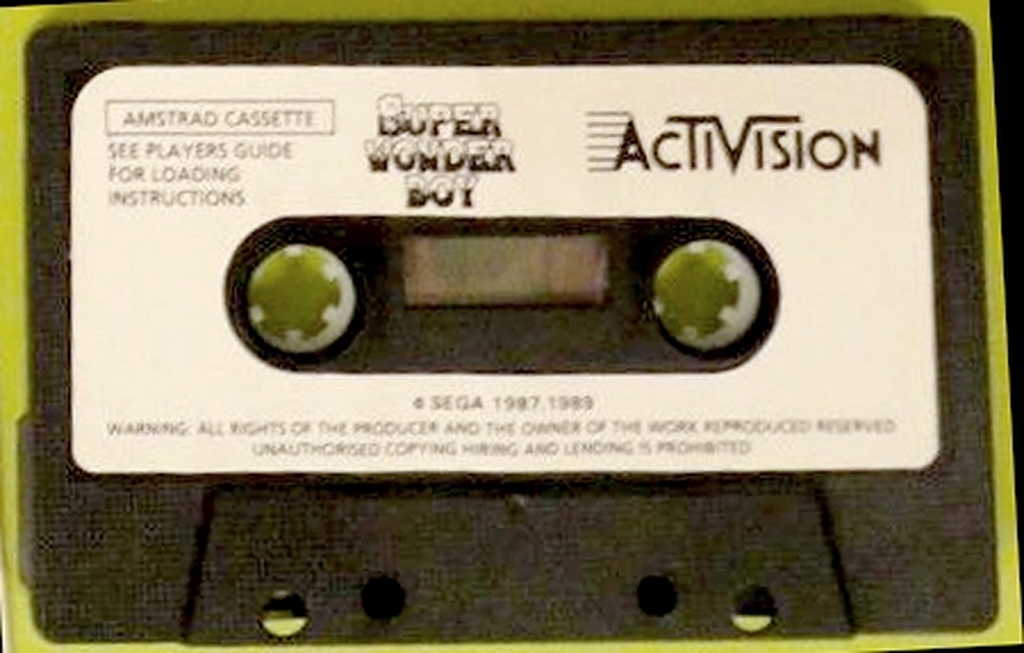 AMSTRAD CASSETTE
SEE PLAYERS GUIDE
FOR LOADING
INSTRUCTIONS
SUPER
WONDER
BOY
ACTIVISION
© SEGA 1987.1989
WARNING: ALL RIGHTS OF THE PRODUCER AND THE OWNER OF THE WORK REPRODUCED RESERVED
UNAUTHORISED COPYING HIRING AND LENDING IS PROHIBITED